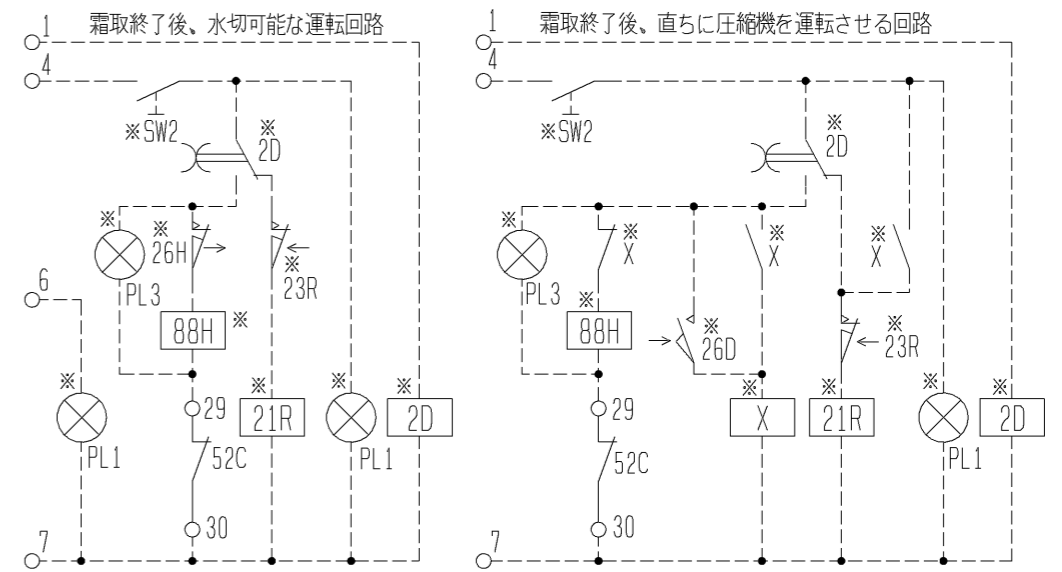 霜取終了後、水切可能な運転回路
1
4
※SW2
※
2D
※
※
26H
※
23R
PL3
6
88H
※
※
※
※
※
29
21R
2D
PL1
52C
PL1
30
7
霜取終了後、直ちに圧縮機を運転させる回路
1
4
※SW2
※
2D
※
※
X
※
X
※
X
PL3
※
88H
※
26D
※
23R
※
※
※
※
29
X
21R
2D
52C
PL1
30
7